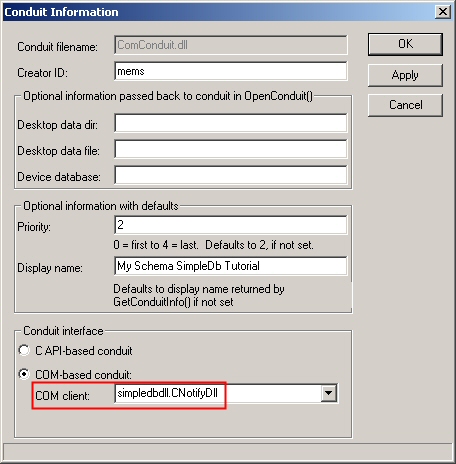 Conduit Information
Conduit filename: ComConduit.dll
OK
Creator ID: mems
Apply
Optional information passed back to conduit in OpenConduit()
Cancel
Desktop data dir:
Desktop data file:
Device database:
Optional information with defaults
Priority: 2
0 = first to 4 = last. Defaults to 2, if not set.
Display name: My Schema SimpleDb Tutorial
Defaults to display name returned by
GetConduitInfo() if not set
Conduit interface
C API-based conduit
COM-based conduit:
COM client: simpledbdll.CNotifyDll